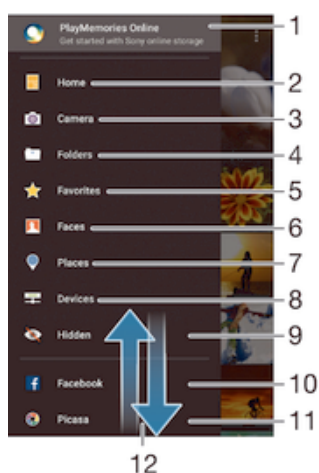 PlayMemories Online
Get started with Sony online storage
1
Home
2
Camera
3
Folders
4
Favorites
5
Faces
6
Places
7
Devices
8
Hidden
9
Facebook
10
Picasa
11
12